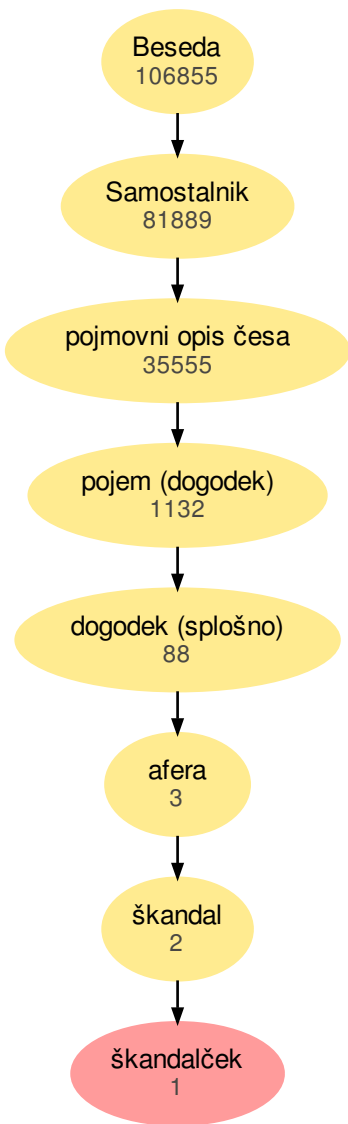 Beseda
106855
Samostalnik
81889
pojmovni opis česa
35555
pojem (dogodek)
1132
dogodek (splošno)
88
afera
3
škandal
2
škandalček
1